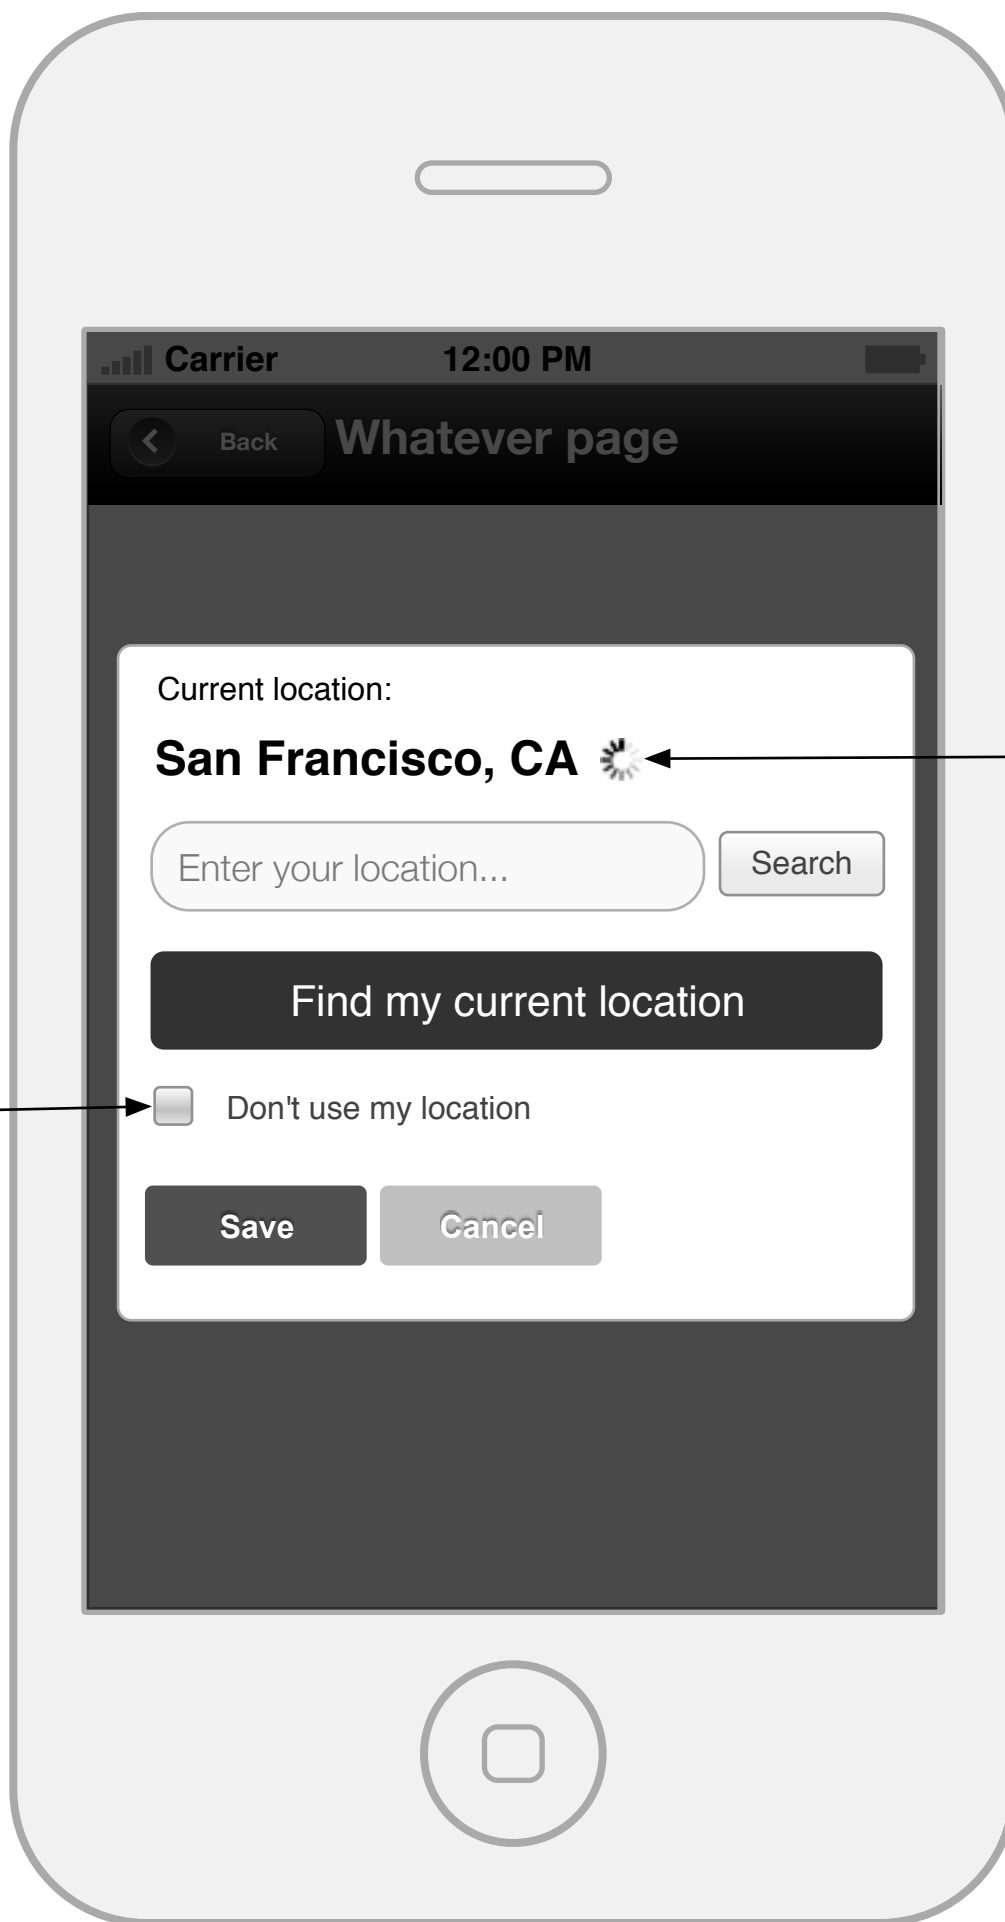 Carrier 12:00 PM
Back Whatever page
Current location:
San Francisco, CA
Enter your location... Search
Find my current location
Don't use my location
Save Cancel